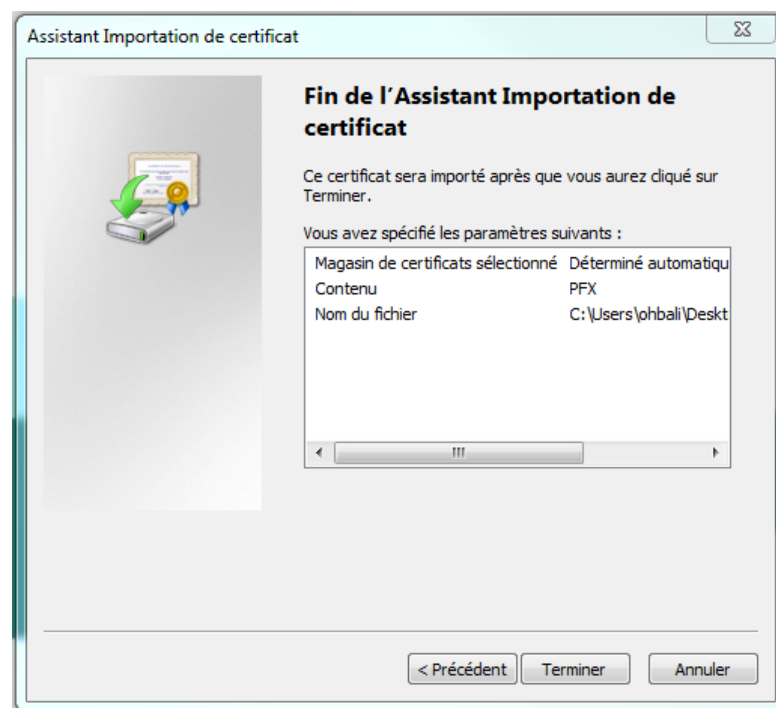 Assistant Importation de certificat
Fin de l'Assistant Importation de
certificat
Ce certificat sera importé après que vous aurez cliqué sur
Terminer.
Vous avez spécifié les paramètres suivants :
Magasin de certificats sélectionné Déterminé automatiqu
Contenu PFX
Nom du fichier C:\Users\ohbali\Deskt
< Précédent Terminer Annuler